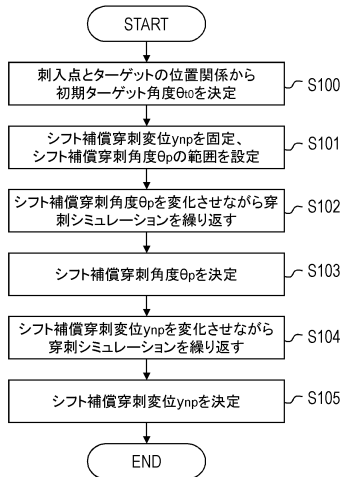 START
刺入点とターゲットの位置関係から
初期ターゲット角度θt0を決定
S100
シフト補償穿刺変位ynpを固定、
シフト補償穿刺角度θpの範囲を設定
S101
シフト補償穿刺角度θpを変化させながら穿
刺シミュレーションを繰り返す
S102
シフト補償穿刺角度θpを決定
S103
シフト補償穿刺変位ynpを変化させながら
穿刺シミュレーションを繰り返す
S104
シフト補償穿刺変位ynpを決定
S105
END